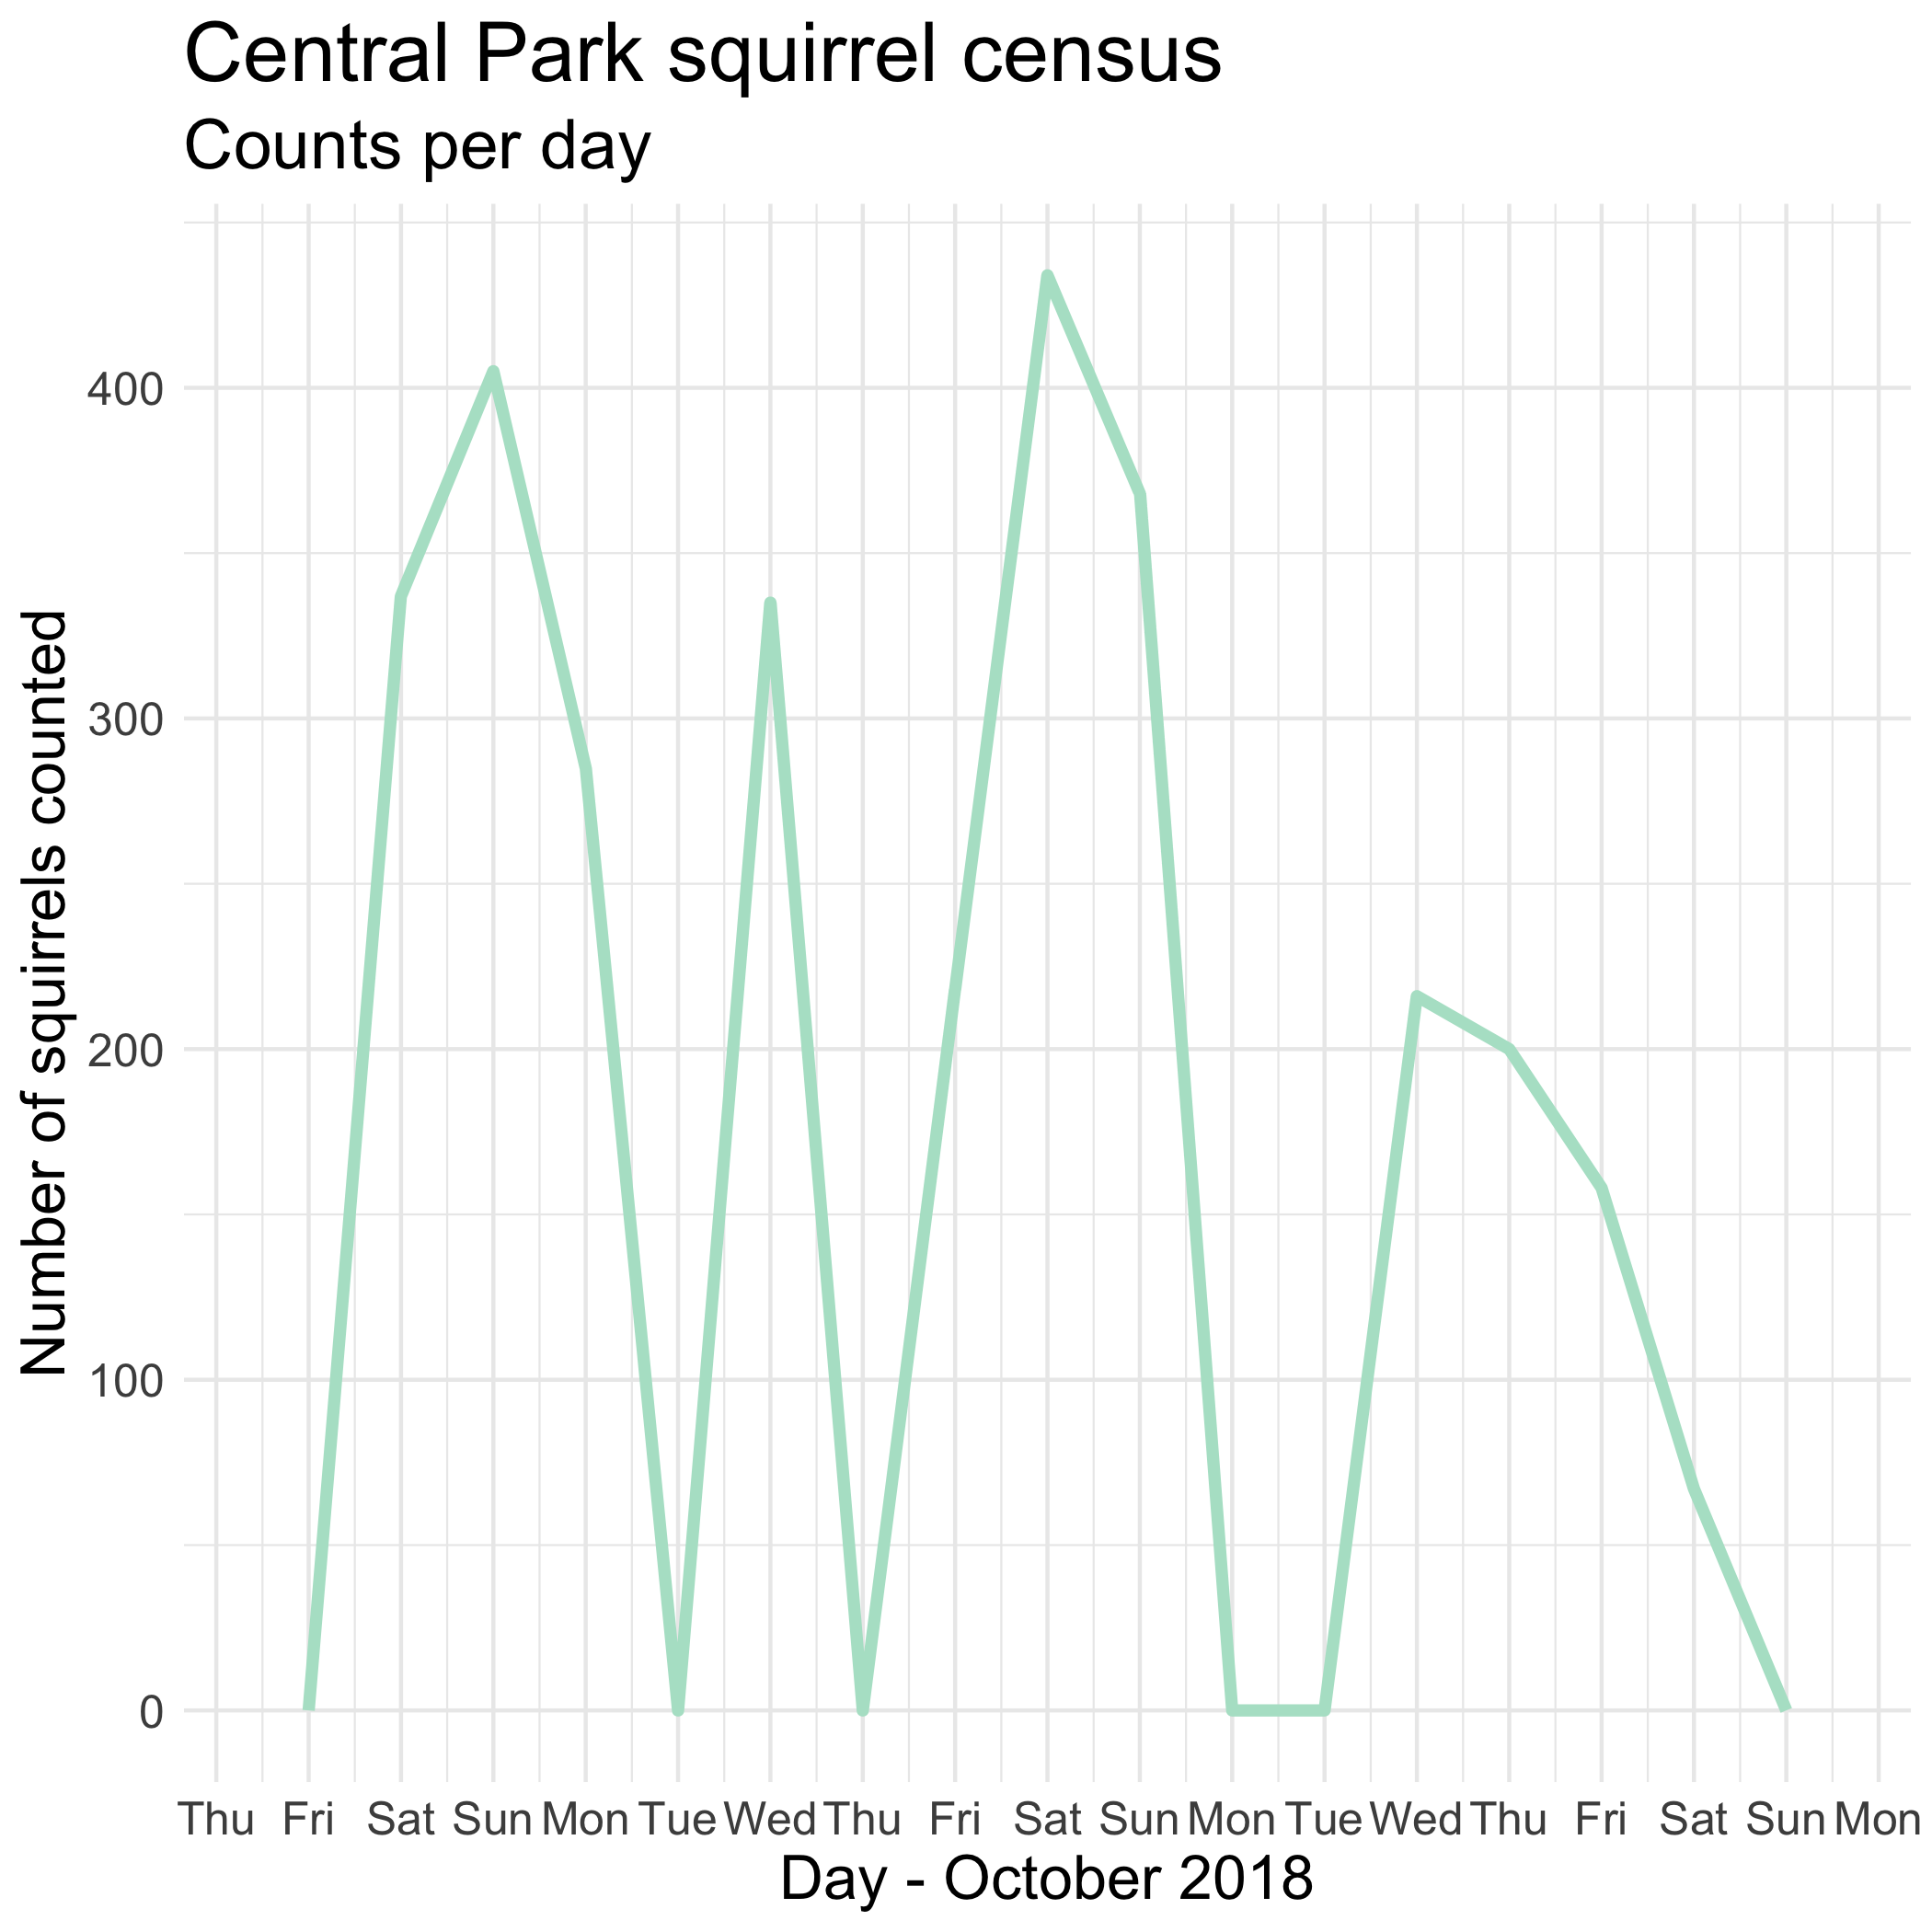 Central Park squirrel census
Counts per day
Number of squirrels counted
400
300
200
100
0
Thu Fri Sat Sun Mon Tue Wed Thu Fri Sat Sun Mon Tue Wed Thu Fri Sat Sun Mon
Day - October 2018